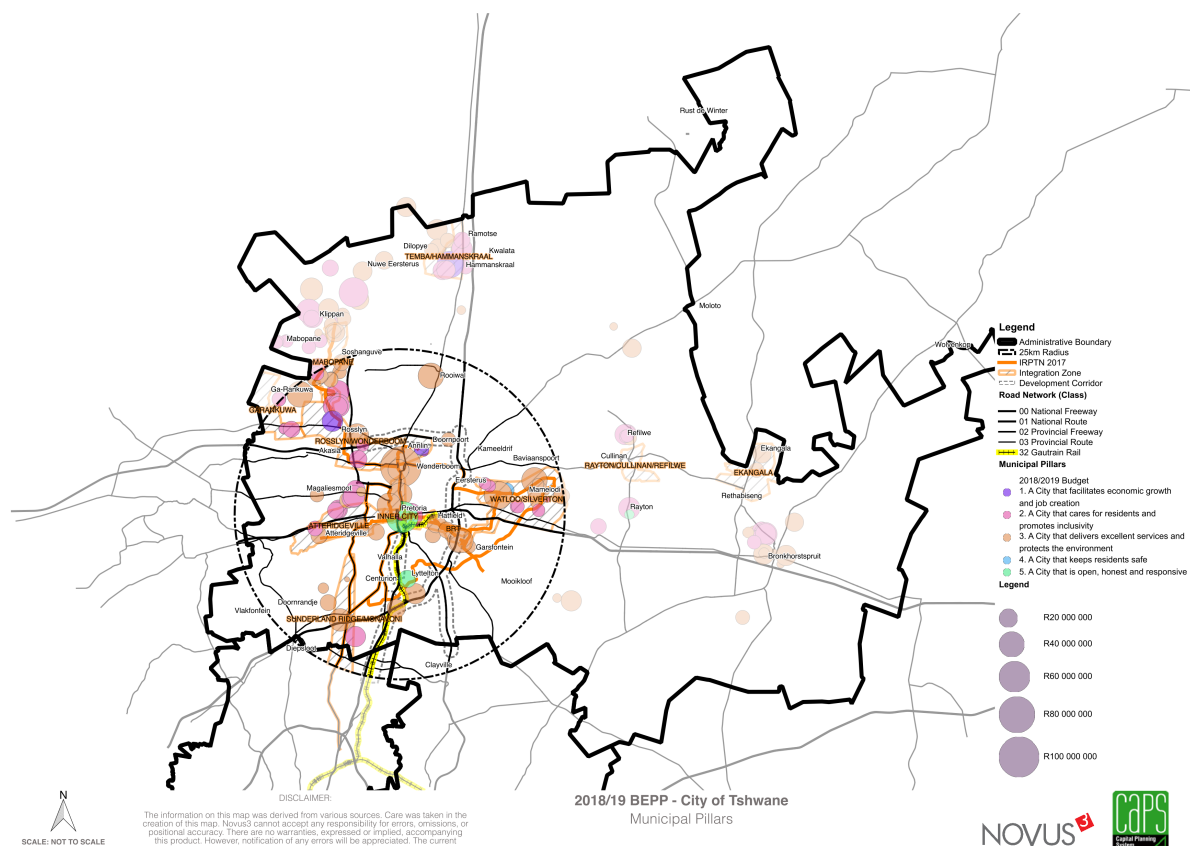 Rust de Winter
Ramotse
Dilopye
Kwalata
TEMBA/HAMMANSKRAAL
Nuwe Eersterus
Hammanskraal
Moloto
Klippan
Mabopane
Soshanguve
MABOPANE
Rooiwal
Ga-Rankuwa
GARANKUWA
Rosslyn
ROSSLYN/WONDERBOOM
Doornpoort
Akasia
Annlin
Kameeldrif
Wonderboom
Baviaanspoort
Refilwe
Cullinan
RAYTON/CULLINAN/REFILWE
Ekangala
EKANGALA
Rethabiseng
Eersterus
Magaliesmoot
Mamelodi
WATLOO/SILVERTON
Rayton
Pretoria
INNER CITY
Hatfield
ATTERIDGEVILLE
Atteridgeville
BRT
Garsfontein
Valhalla
Bronkhorstspruit
Centurion
Lyttelton
Mooikloof
Doornrandje
Vlakfontein
SUNDERLAND RIDGE/MONAVONI
Diepsloot
Clayville
Wolvenkop
Legend
Administrative Boundary
25km Radius
IRPTN 2017
Integration Zone
Development Corridor
Road Network (Class)
00 National Freeway
01 National Route
02 Provincial Freeway
03 Provincial Route
32 Gautrain Rail
Municipal Pillars
2018/2019 Budget
1. A City that facilitates economic growth
and job creation
2. A City that cares for residents and
promotes inclusivity
3. A City that delivers excellent services and
protects the environment
4. A City that keeps residents safe
5. A City that is open, honest and responsive
Legend
R20 000 000
R40 000 000
R60 000 000
R80 000 000
R100 000 000
N
SCALE: NOT TO SCALE
DISCLAIMER:
The information on this map was derived from various sources. Care was taken in the
creation of this map. Novus3 cannot accept any responsibility for errors, omissions, or
positional accuracy. There are no warranties, expressed or implied, accompanying
this product. However, notification of any errors will be appreciated. The current
2018/19 BEPP - City of Tshwane
Municipal Pillars
NOVUS3
CAPS
Capital Planning
System